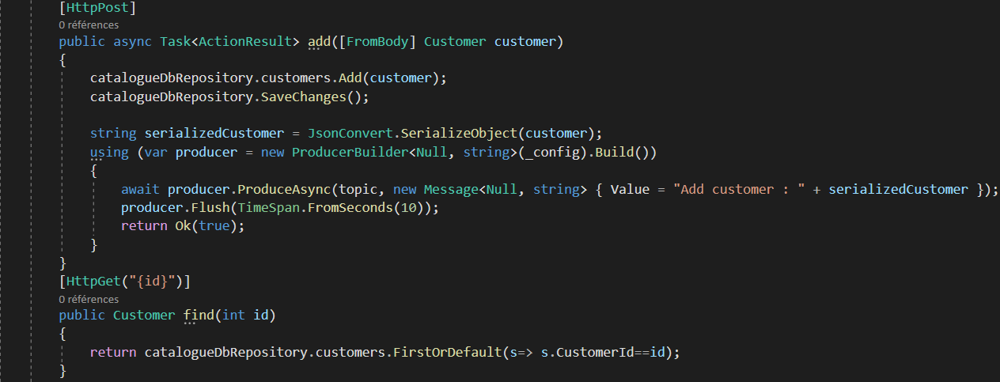 [HttpPost]
0 références
public async Task<ActionResult> add([FromBody] Customer customer)
{
catalogueDbRepository.customers.Add(customer);
catalogueDbRepository.SaveChanges();
string serializedCustomer = JsonConvert.SerializeObject(customer);
using (var producer = new ProducerBuilder<Null, string>(_config).Build())
{
await producer.ProduceAsync(topic, new Message<Null, string> { Value = "Add customer : " + serializedCustomer });
producer.Flush(TimeSpan.FromSeconds(10));
return Ok(true);
}
}
[HttpGet("{id}")]
0 références
public Customer find(int id)
{
return catalogueDbRepository.customers.FirstOrDefault(s=> s.CustomerId==id);
}